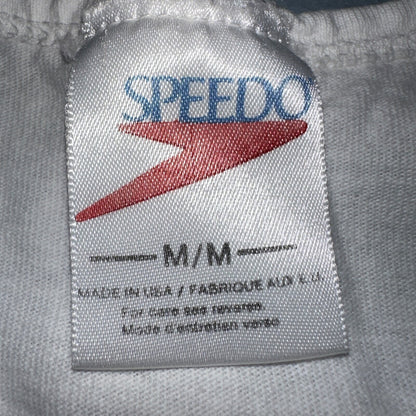 SPEEDO
M/M
MADE IN USA / FABRIQUE AUX E.U.
For care see reverse
Mode d'entretien verso